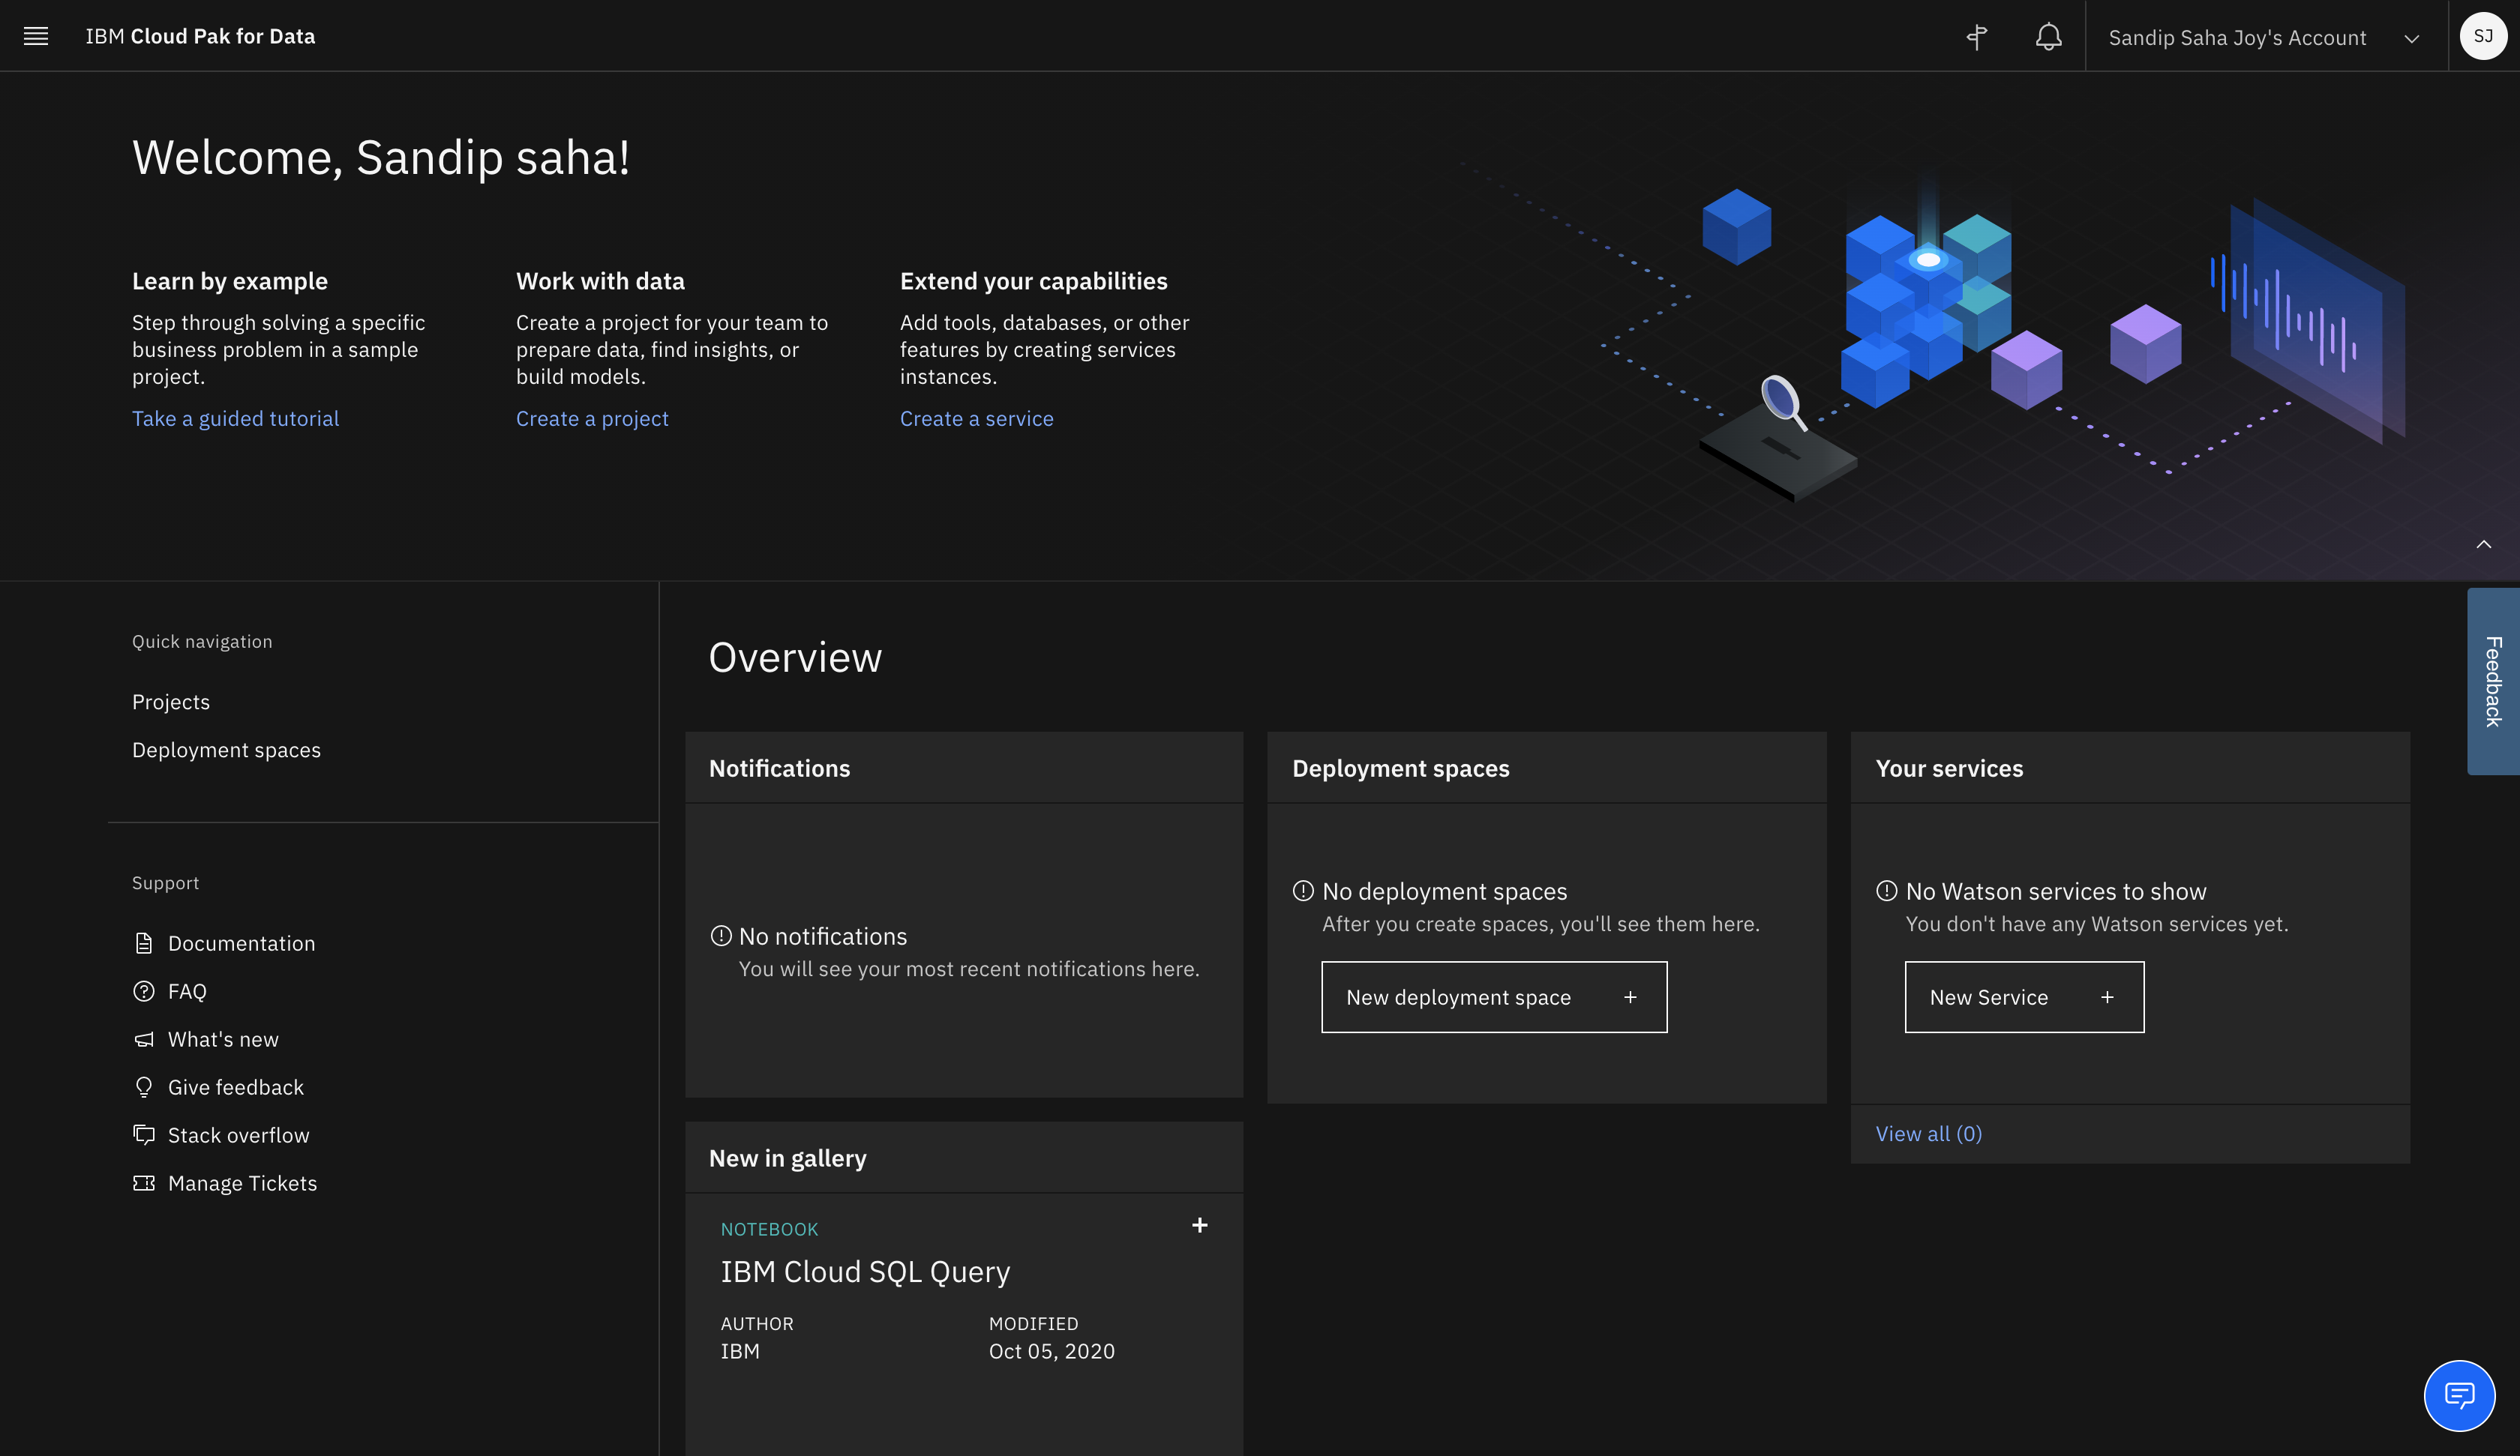 IBM Cloud Pak for Data
Sandip Saha Joy's Account
SJ
Welcome, Sandip saha!
Learn by example
Step through solving a specific
business problem in a sample
project.
Take a guided tutorial
Work with data
Create a project for your team to
prepare data, find insights, or
build models.
Create a project
Extend your capabilities
Add tools, databases, or other
features by creating services
instances.
Create a service
Feedback
Quick navigation
Projects
Deployment spaces
Support
Documentation
FAQ
What's new
Give feedback
Stack overflow
Manage Tickets
Overview
Notifications
No notifications
You will see your most recent notifications here.
Deployment spaces
No deployment spaces
After you create spaces, you'll see them here.
New deployment space +
Your services
No Watson services to show
You don't have any Watson services yet.
New Service +
View all (0)
New in gallery
NOTEBOOK +
IBM Cloud SQL Query
AUTHOR
IBM
MODIFIED
Oct 05, 2020